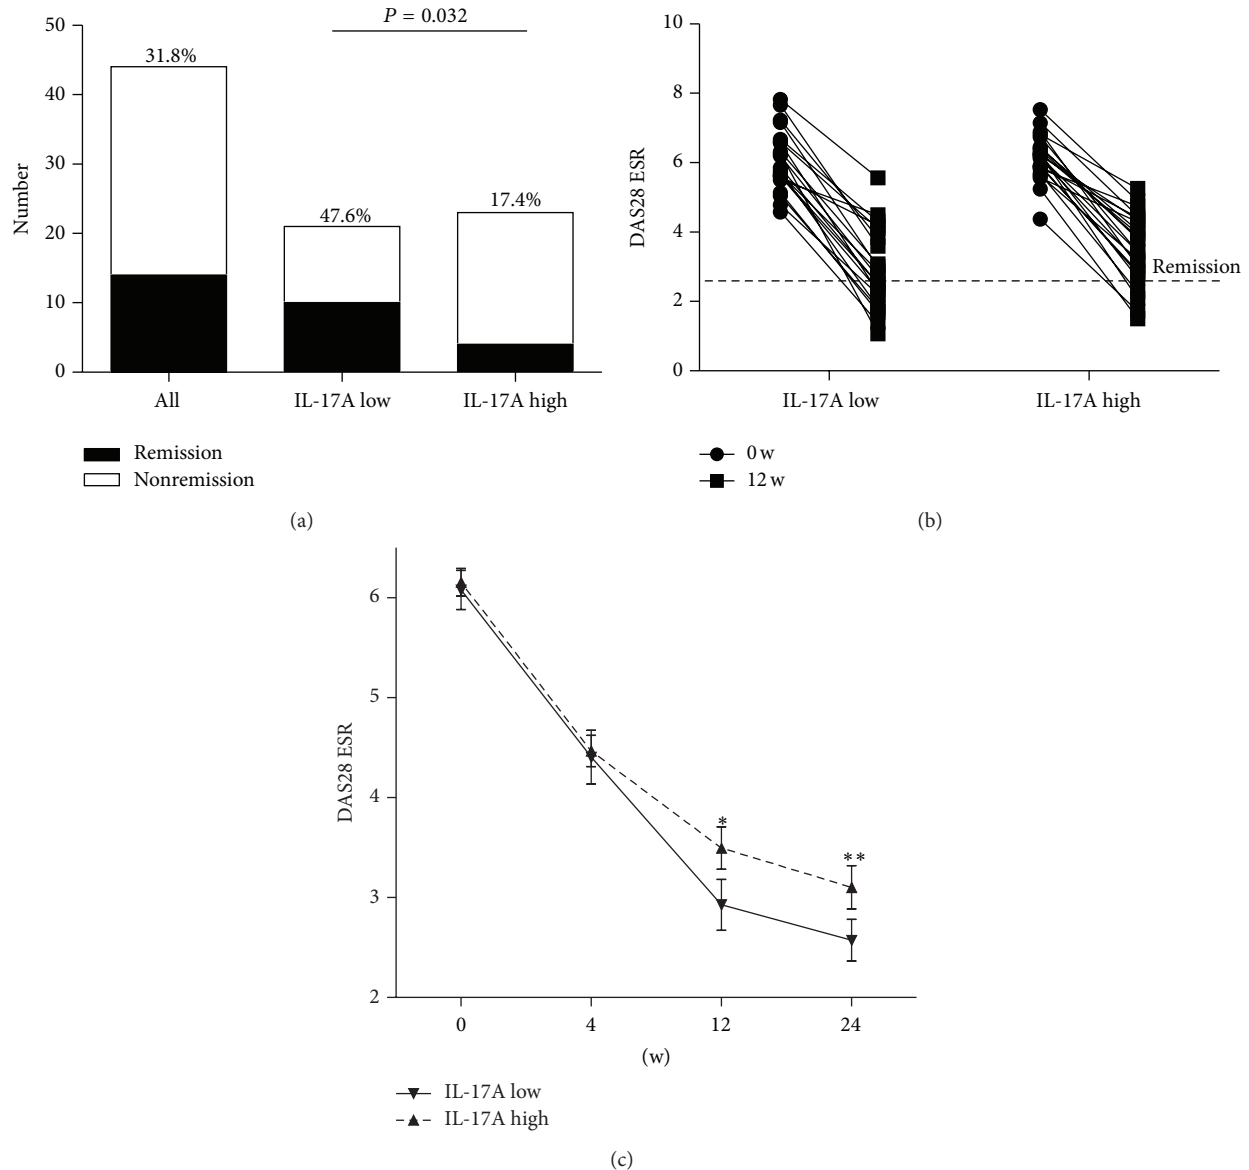 P = 0.032
50
40
30
20
10
0
Number
31.8%
47.6%
17.4%
All
IL-17A low
IL-17A high
Remission
Nonremission
(a)
10
8
6
4
2
0
DAS28 ESR
Remission
IL-17A low
IL-17A high
0 w
12 w
(b)
6
5
4
3
2
DAS28 ESR
*
**
0
4
12
24
(w)
IL-17A low
IL-17A high
(c)